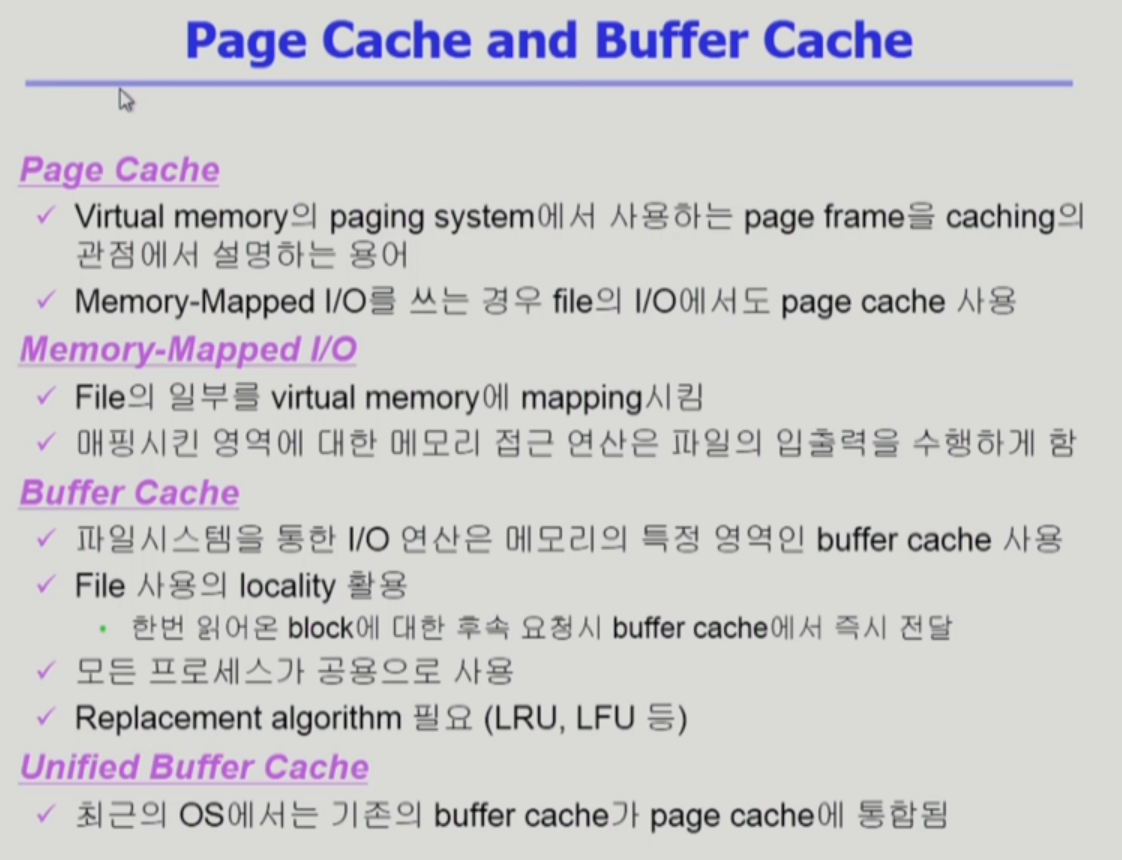 Page Cache and Buffer Cache
Page Cache
✓ Virtual memory의 paging system에서 사용하는 page frame을 caching의
관점에서 설명하는 용어
✓ Memory-Mapped I/O를 쓰는 경우 file의 I/O에서도 page cache 사용
Memory-Mapped I/O
✓ File의 일부를 virtual memory에 mapping시킴
✓ 매핑시킨 영역에 대한 메모리 접근 연산은 파일의 입출력을 수행하게 함
Buffer Cache
✓ 파일시스템을 통한 I/O 연산은 메모리의 특정 영역인 buffer cache 사용
✓ File 사용의 locality 활용
• 한번 읽어온 block에 대한 후속 요청시 buffer cache에서 즉시 전달
✓ 모든 프로세스가 공용으로 사용
✓ Replacement algorithm 필요 (LRU, LFU 등)
Unified Buffer Cache
✓ 최근의 OS에서는 기존의 buffer cache가 page cache에 통합됨